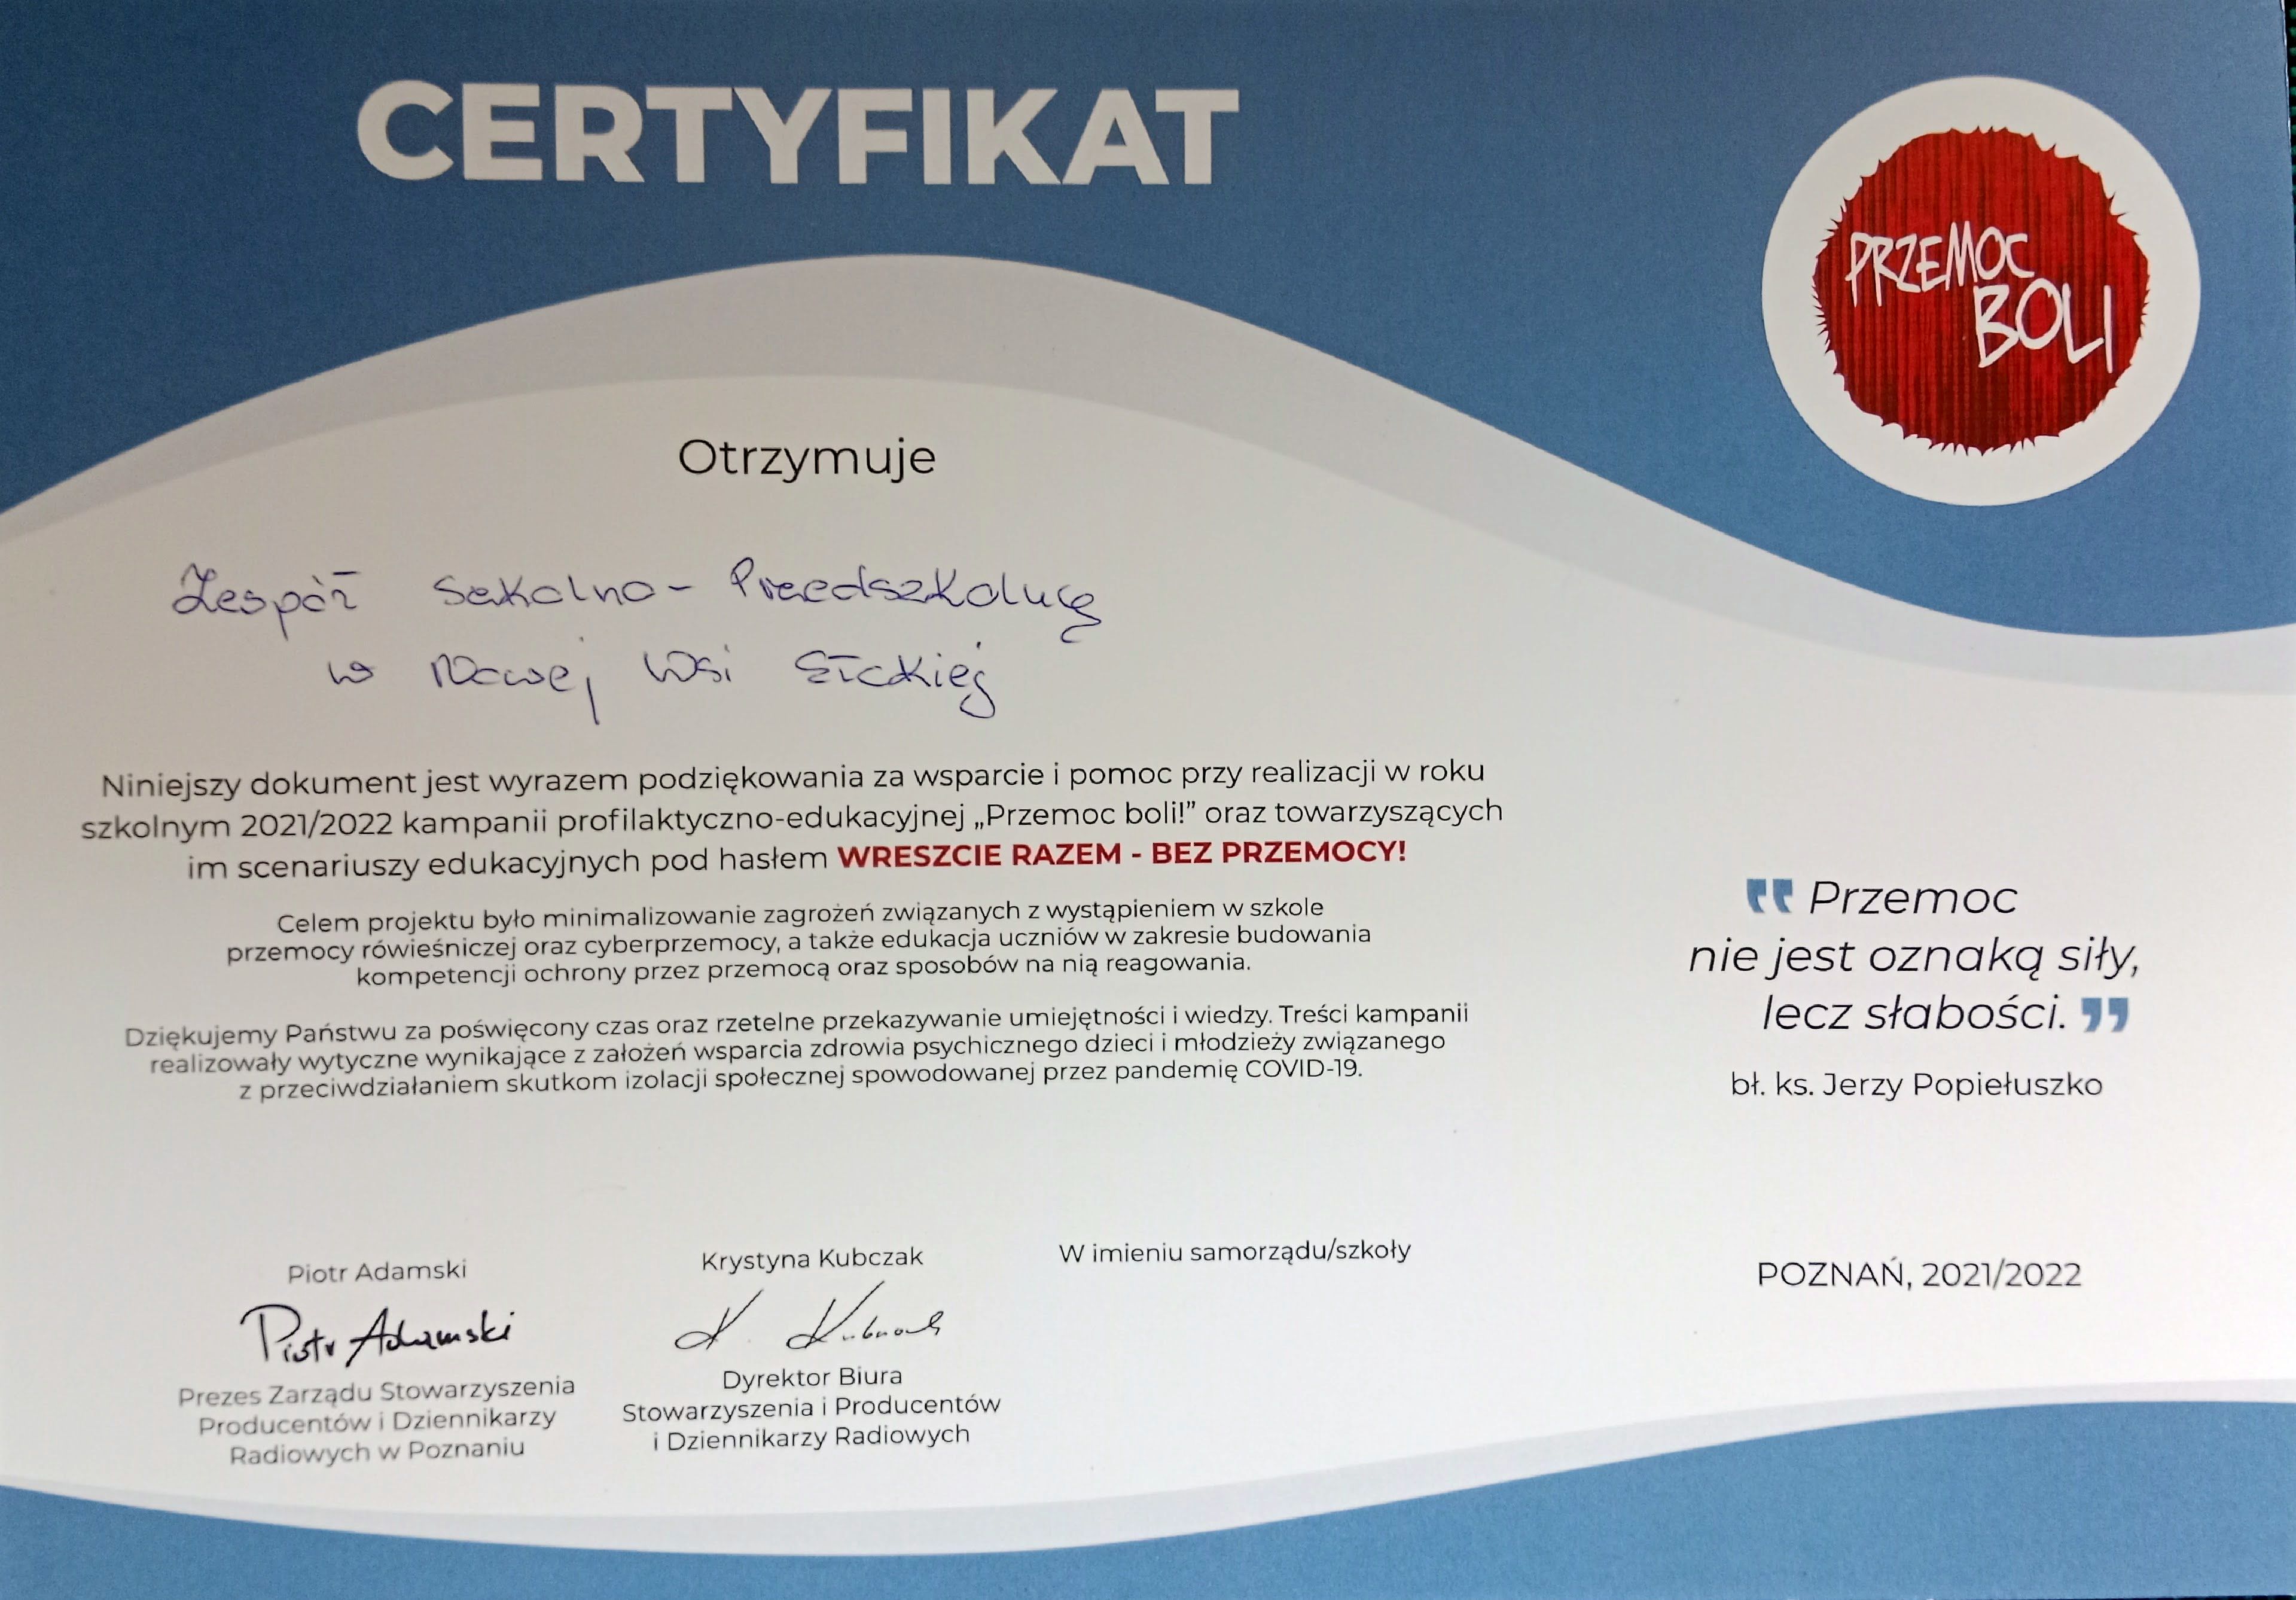 CERTYFIKAT
PRZEMOC
BOLI
Otrzymuje
Zespół Szkolno-Przedszkolny
w Nowej Wsi Ełckiej
Niniejszy dokument jest wyrazem podziękowania za wsparcie i pomoc przy realizacji w roku
szkolnym 2021/2022 kampanii profilaktyczno-edukacyjnej „Przemoc boli!” oraz towarzyszących
im scenariuszy edukacyjnych pod hasłem WRESZCIE RAZEM - BEZ PRZEMOCY!
Celem projektu było minimalizowanie zagrożeń związanych z wystąpieniem w szkole
przemocy rówieśniczej oraz cyberprzemocy, a także edukacja uczniów w zakresie budowania
kompetencji ochrony przez przemocą oraz sposobów na nią reagowania.
Dziękujemy Państwu za poświęcony czas oraz rzetelne przekazywanie umiejętności i wiedzy. Treści kampanii
realizowały wytyczne wynikające z założeń wsparcia zdrowia psychicznego dzieci i młodzieży związanego
z przeciwdziałaniem skutkom izolacji społecznej spowodowanej przez pandemię COVID-19.
❜❜ Przemoc
nie jest oznaką siły,
lecz słabości. ❜❜
bł. ks. Jerzy Popiełuszko
Piotr Adamski
Piotr Adamski
Prezes Zarządu Stowarzyszenia
Producentów i Dziennikarzy
Radiowych w Poznaniu
Krystyna Kubczak
K. Kubczak
Dyrektor Biura
Stowarzyszenia i Producentów
i Dziennikarzy Radiowych
W imieniu samorządu/szkoły
POZNAŃ, 2021/2022